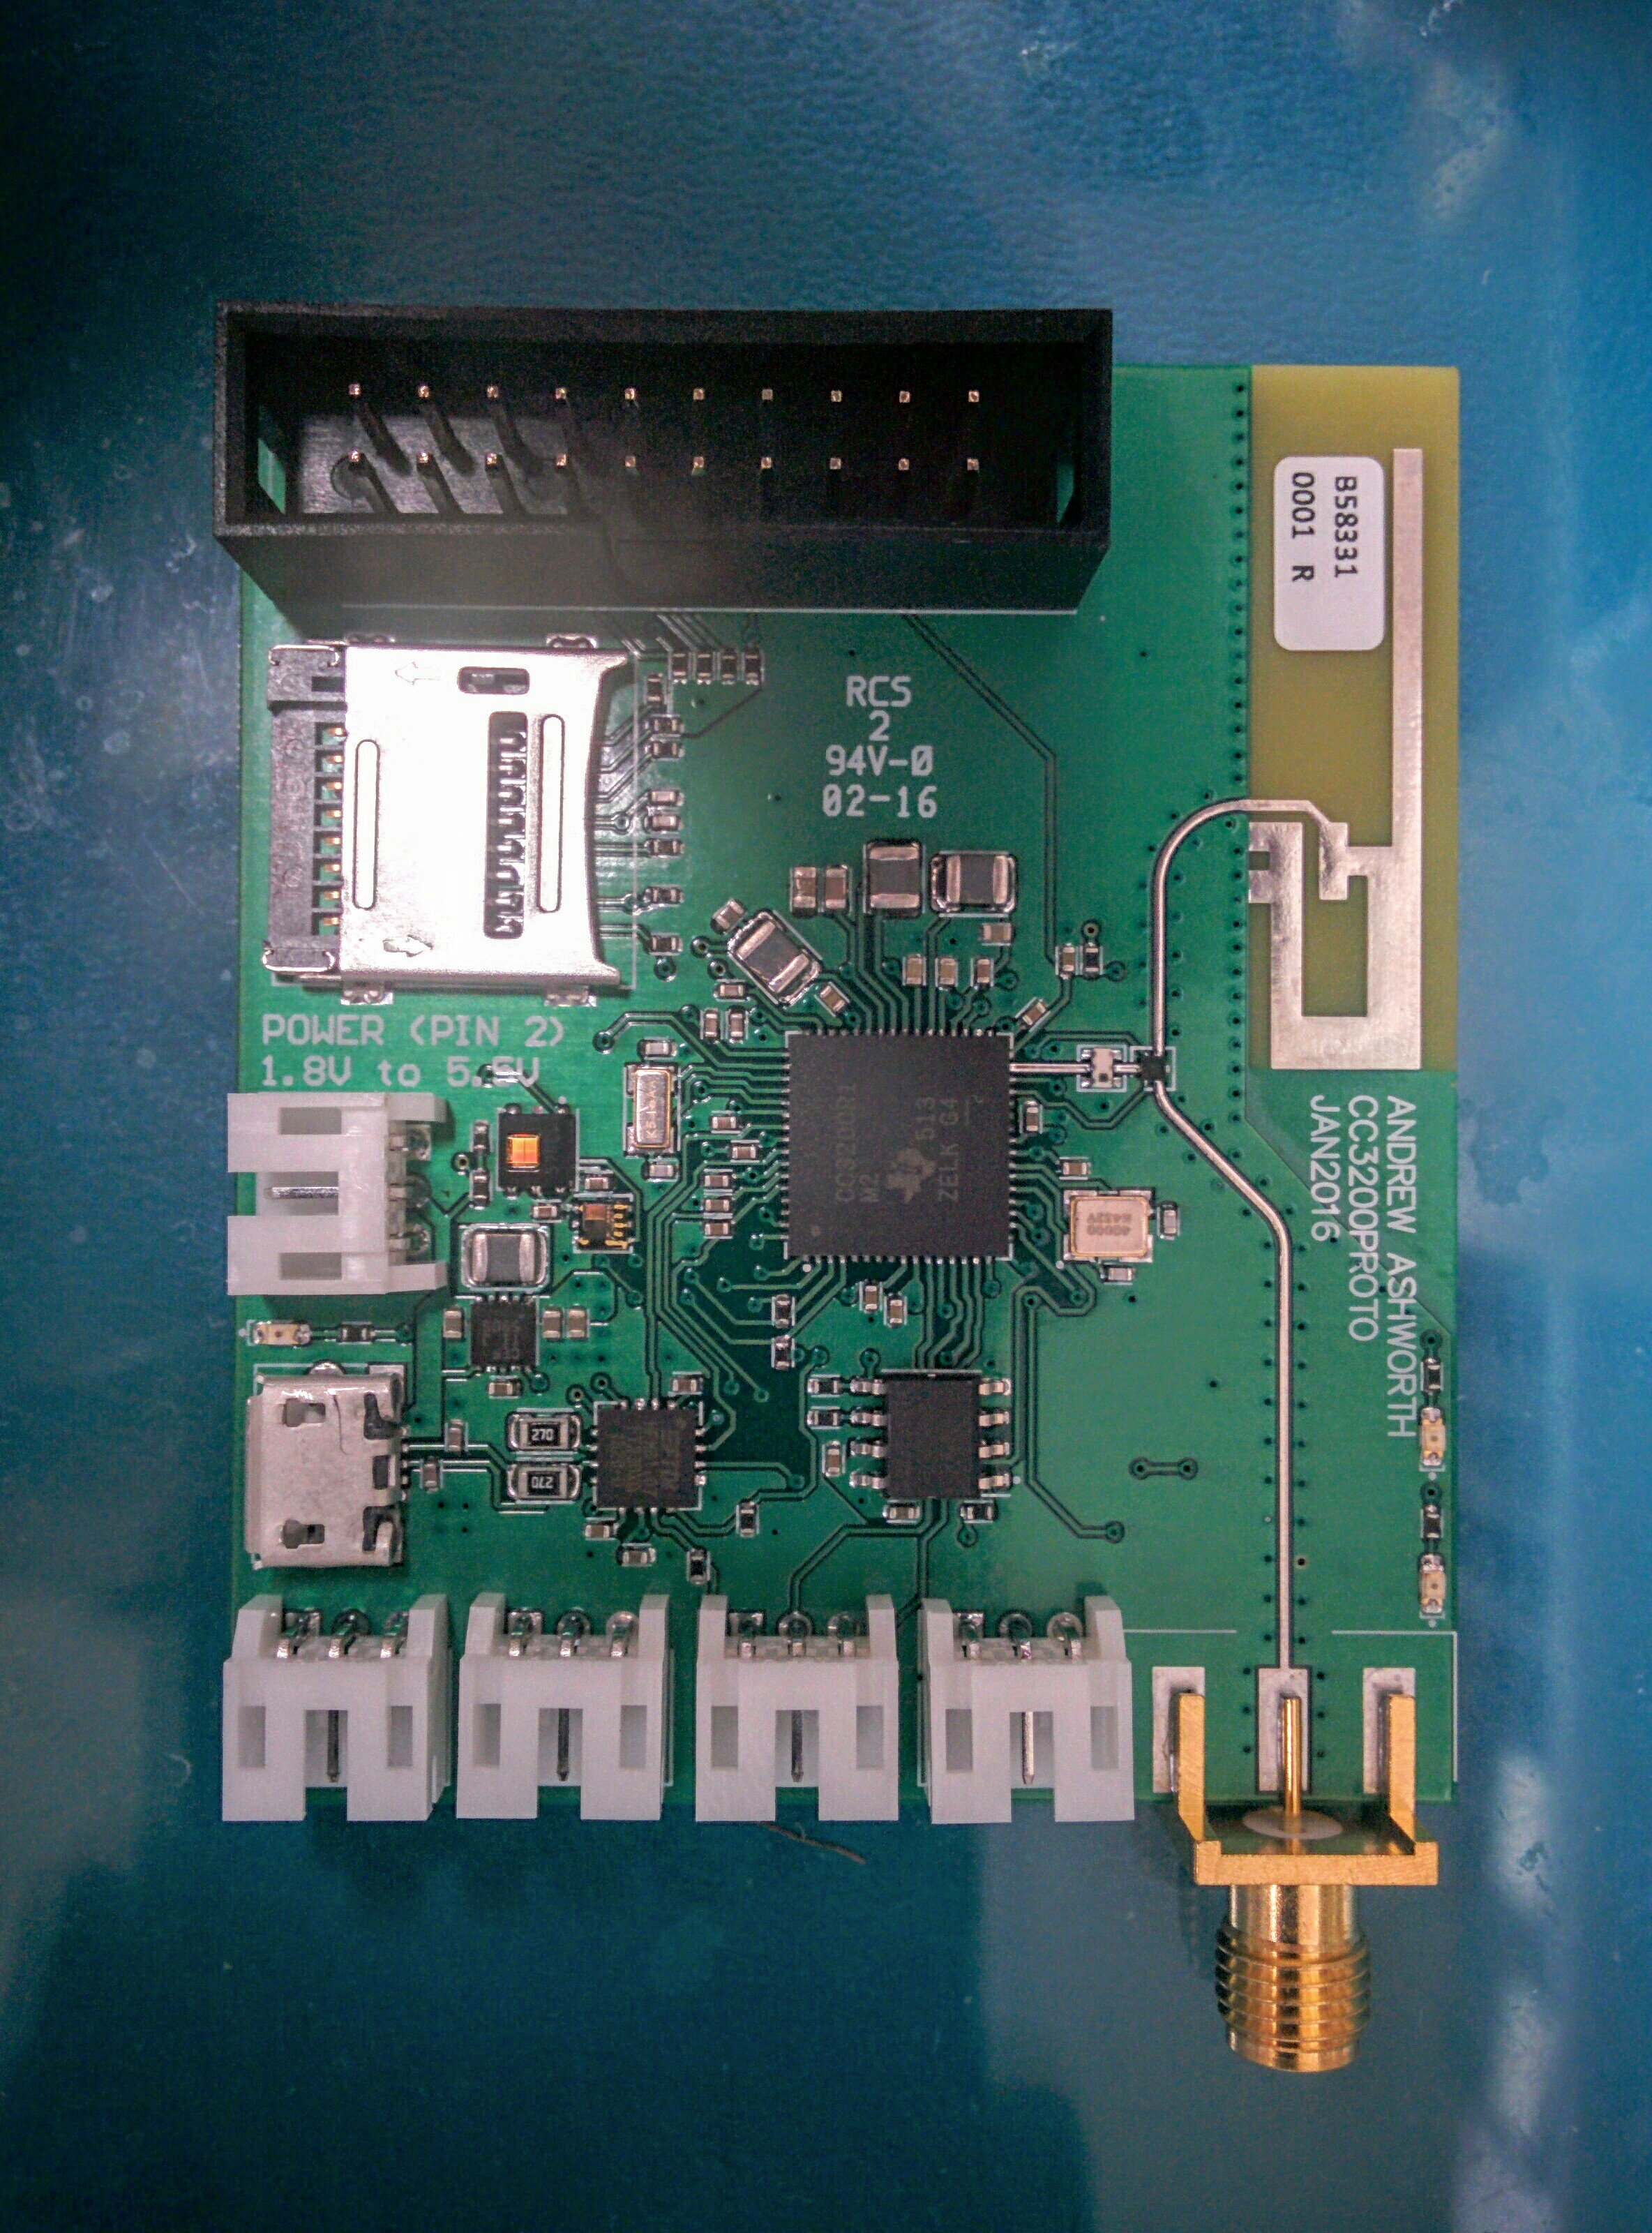 B58331
0001 R
ANDREW ASHWORTH
CC3200PROTO
JAN2016
RCS
2
94V-0
02-16
CC3200R1
M2
513
ZELK G4
270
270
POWER (PIN 2)
1.8V to 5.5V